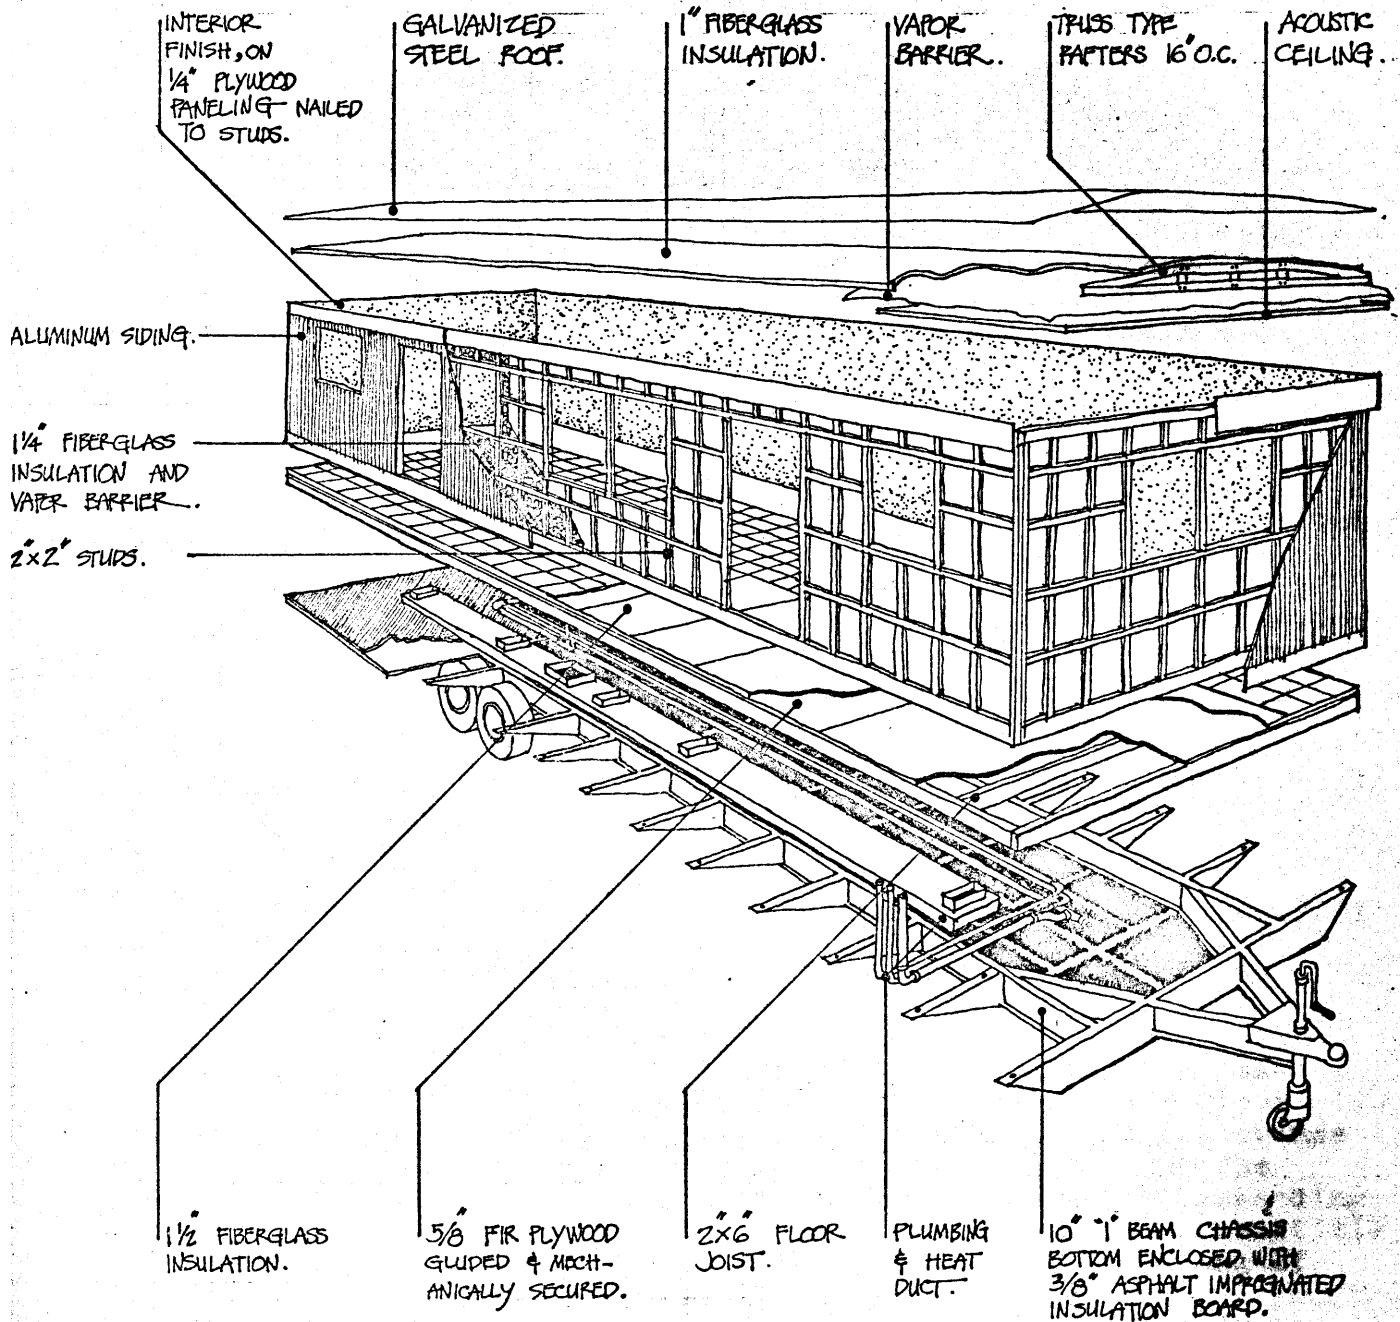 INTERIOR
FINISH, ON
1/4" PLYWOOD
PANELING NAILED
TO STUDS.
GALVANIZED
STEEL ROOF.
1" FIBERGLASS
INSULATION.
VAPOR
BARRIER.
TRUSS TYPE
RAFTERS 16" O.C.
ACOUSTIC
CEILING.
ALUMINUM SIDING.
1 1/4" FIBERGLASS
INSULATION AND
VAPOR BARRIER.
2"x2" STUDS.
1 1/2" FIBERGLASS
INSULATION.
5/8" FIR PLYWOOD
GLUDED & MECH-
ANICALLY SECURED.
2"x6" FLOOR
JOIST.
PLUMBING
& HEAT
DUCT.
10" "I" BEAM CHASSIS
BOTTOM ENCLOSED WITH
3/8" ASPHALT IMPREGNATED
INSULATION BOARD.